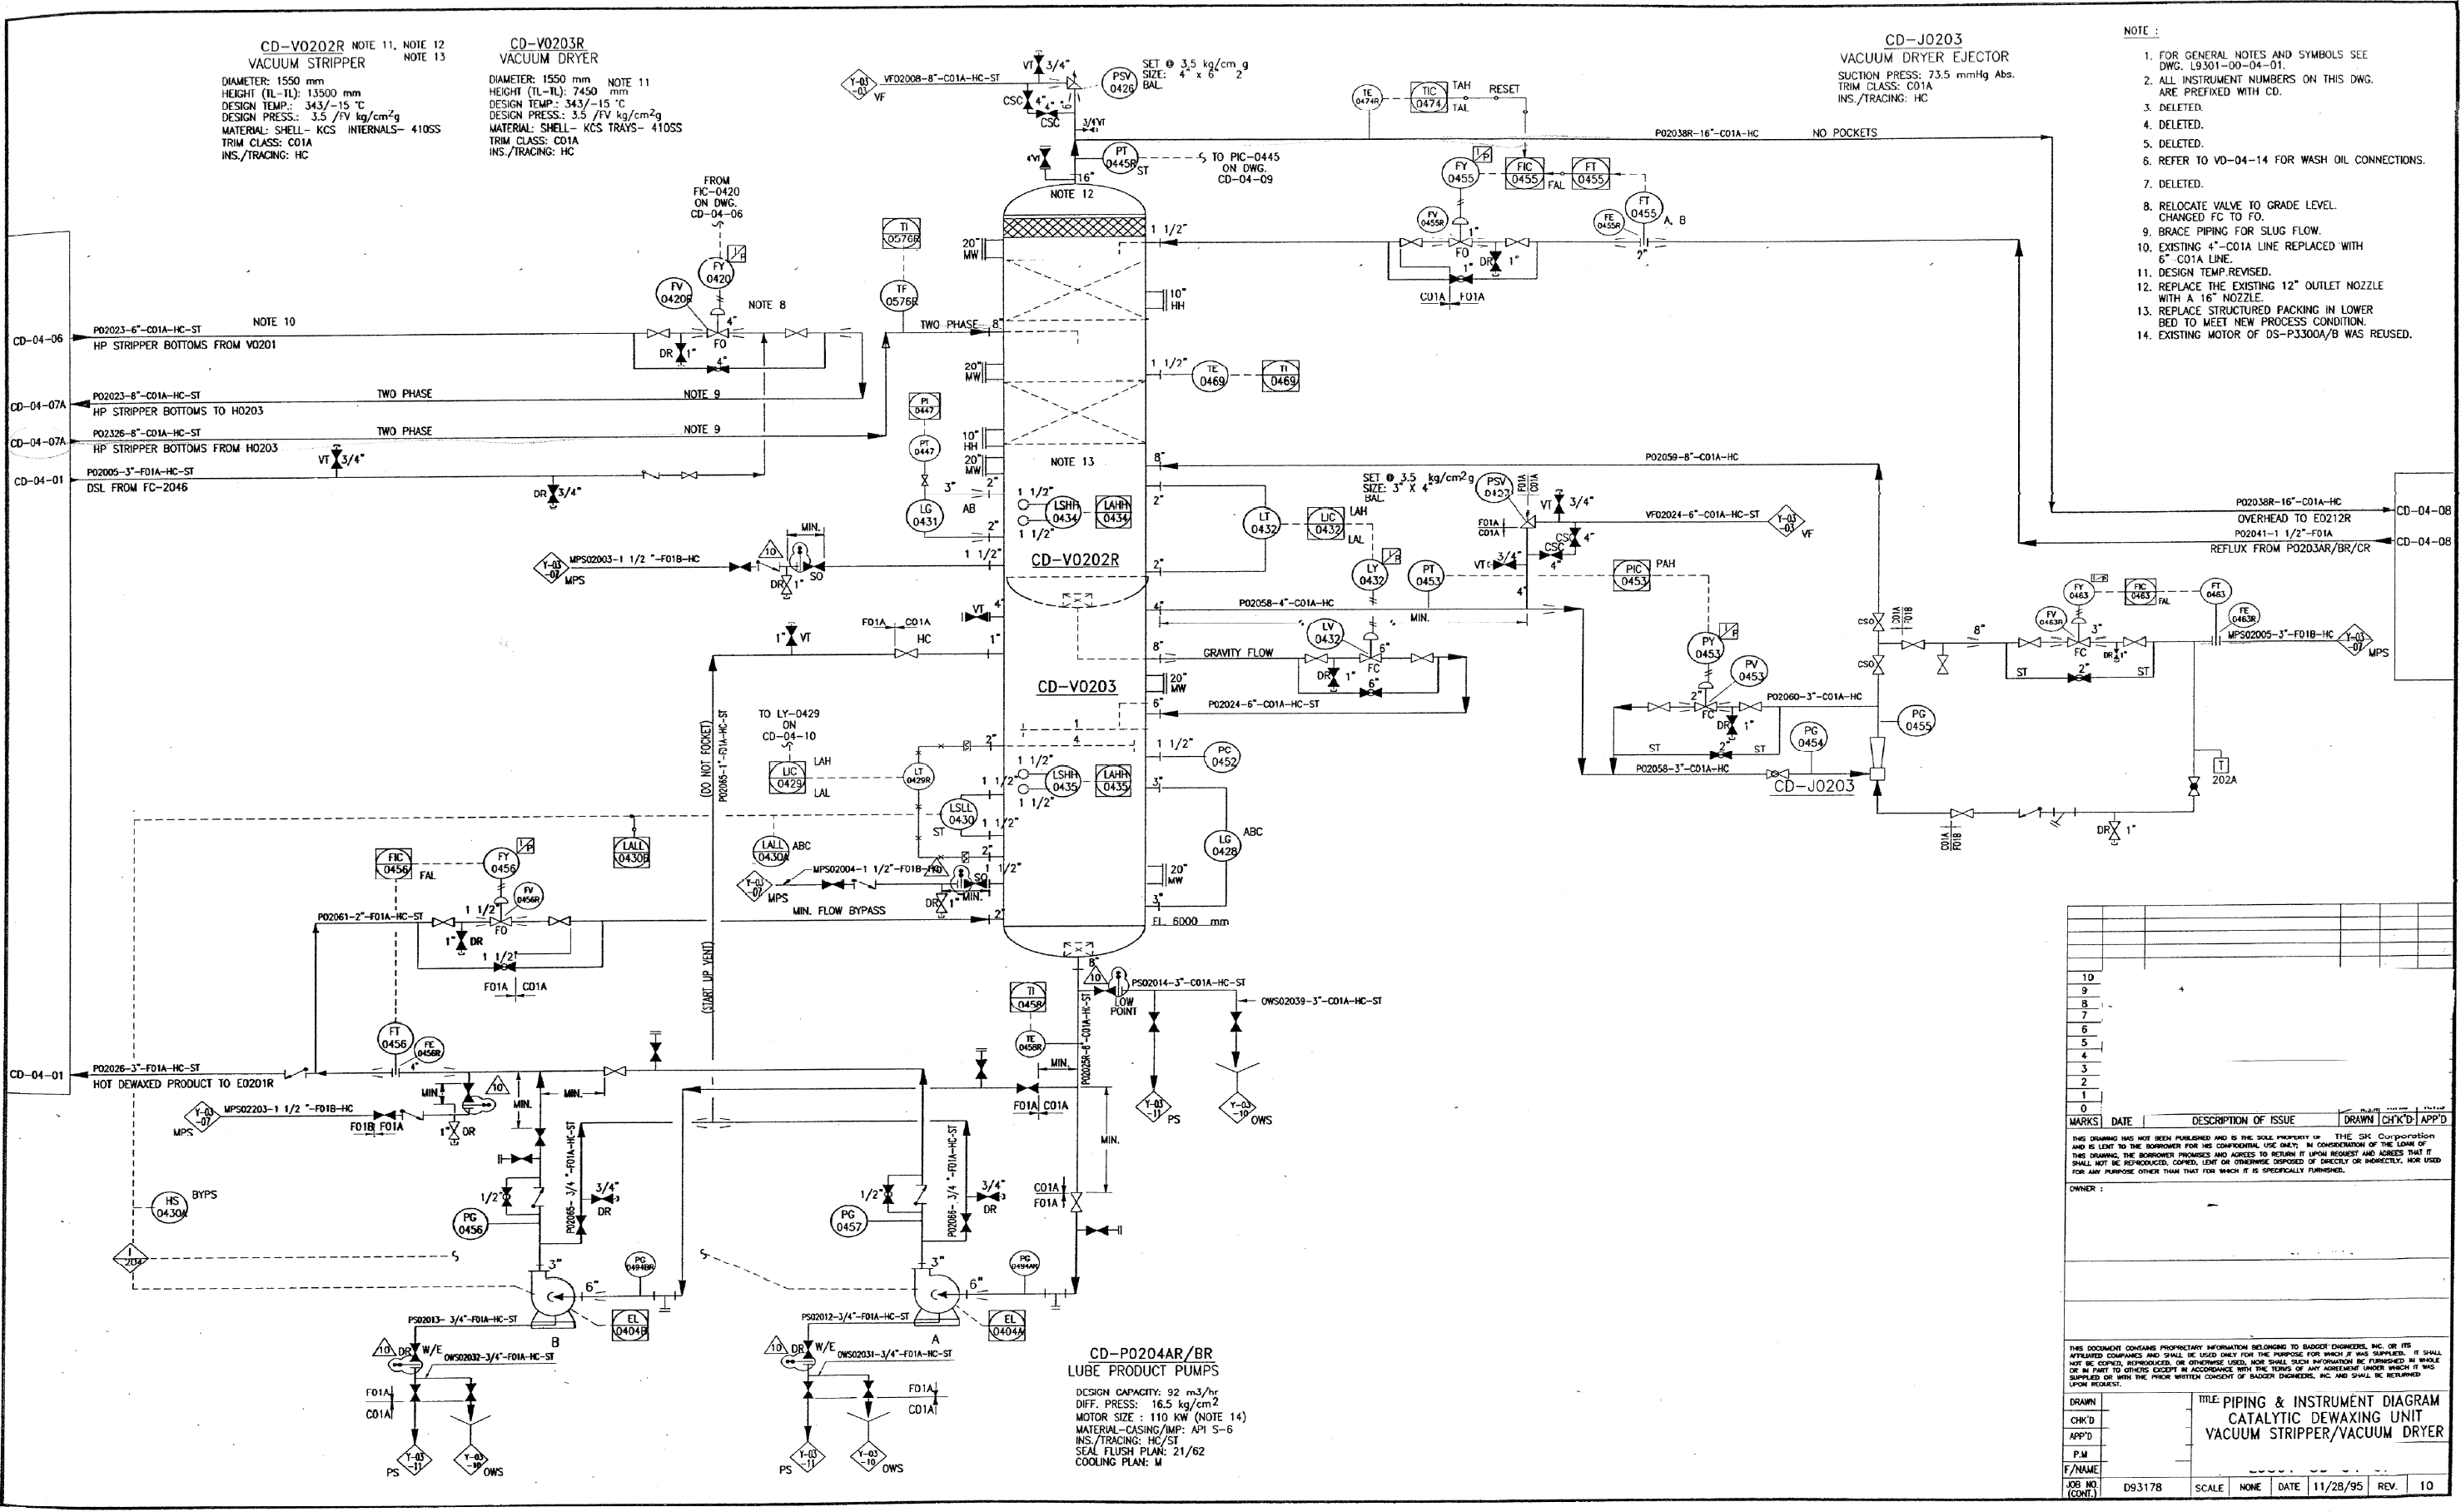 CD-V0202R NOTE 11, NOTE 12
VACUUM STRIPPER NOTE 13
DIAMETER: 1550 mm
HEIGHT (TL-TL): 13500 mm
DESIGN TEMP.: 343/-15 °C
DESIGN PRESS.: 3.5 /FV kg/cm²g
MATERIAL: SHELL- KCS INTERNALS- 410SS
TRIM CLASS: C01A
INS./TRACING: HC
CD-V0203R
VACUUM DRYER
DIAMETER: 1550 mm NOTE 11
HEIGHT (TL-TL): 7450 mm
DESIGN TEMP.: 343/-15 °C
DESIGN PRESS.: 3.5 /FV kg/cm²g
MATERIAL: SHELL- KCS TRAYS- 410SS
TRIM CLASS: C01A
INS./TRACING: HC
CD-J0203
VACUUM DRYER EJECTOR
SUCTION PRESS: 73.5 mmHg Abs.
TRIM CLASS: C01A
INS./TRACING: HC
NOTE :
1. FOR GENERAL NOTES AND SYMBOLS SEE
DWG. L9301-00-04-01.
2. ALL INSTRUMENT NUMBERS ON THIS DWG.
ARE PREFIXED WITH CD.
3. DELETED.
4. DELETED.
5. DELETED.
6. REFER TO VD-04-14 FOR WASH OIL CONNECTIONS.
7. DELETED.
8. RELOCATE VALVE TO GRADE LEVEL.
CHANGED FC TO FO.
9. BRACE PIPING FOR SLUG FLOW.
10. EXISTING 4"-C01A LINE REPLACED WITH
6"-C01A LINE.
11. DESIGN TEMP.REVISED.
12. REPLACE THE EXISTING 12" OUTLET NOZZLE
WITH A 16" NOZZLE.
13. REPLACE STRUCTURED PACKING IN LOWER
BED TO MEET NEW PROCESS CONDITION.
14. EXISTING MOTOR OF DS-P3300A/B WAS REUSED.
Y-03
-03
VF
VF02008-8"-C01A-HC-ST
VT 3/4"
PSV
0426
SET @ 3.5 kg/cm g
SIZE: 4" x 6" 2
BAL.
CSC 4"
4" 6"
CSC
3/4"VT
4"VT
PT
0445R
ST
TO PIC-0445
ON DWG.
CD-04-09
16"
NOTE 12
TE
0474R
TIC
0474
TAH
TAL
RESET
P02038R-16"-C01A-HC
NO POCKETS
FY
0455
I/P
FIC
0455
FAL
FT
0455
FT
0455
A, B
FV
0455R
1"
FO
DR 1"
1"
FE
0455R
2"
C01A F01A
1 1/2"
FROM
FIC-0420
ON DWG.
CD-04-06
FY
0420
I/P
FV
0420R
NOTE 8
4"
FO
DR 1"
4"
TI
0576R
TF
0576R
TWO PHASE 8"
20"
MW
10"
HH
20"
MW
1 1/2"
TE
0469
TI
0469
CD-04-06
P02023-6"-C01A-HC-ST
NOTE 10
HP STRIPPER BOTTOMS FROM V0201
CD-04-07A
P02023-8"-C01A-HC-ST
TWO PHASE
NOTE 9
HP STRIPPER BOTTOMS TO H0203
CD-04-07A
P02326-8"-C01A-HC-ST
TWO PHASE
NOTE 9
HP STRIPPER BOTTOMS FROM H0203
CD-04-01
P02005-3"-F01A-HC-ST
DSL FROM FC-2046
VT 3/4"
DR 3/4"
PI
0447
PT
0447
10"
HH
20"
MW
NOTE 13
8"
P02059-8"-C01A-HC
3" 2"
LG
0431
AB
2"
1 1/2"
LSHH
0434
LAHH
0434
1 1/2"
2"
LT
0432
LIC
0432
LAH
LAL
2"
CD-V0202R
1 1/2"
Y-03
-07
MPS
MPS02003-1 1/2 "-F01B-HC
10
MIN.
SO
DR 1"
SET @ 3.5 kg/cm²g
SIZE: 3" X 4"
BAL.
PSV
F01A
C01A
F01A
C01A
VT 3/4"
VF02024-6"-C01A-HC-ST
Y-03
-03
VF
CSC 4"
CSC
4"
3/4"
VT
4"
P02038R-16"-C01A-HC
OVERHEAD TO E0212R
CD-04-08
P02041-1 1/2"-F01A
REFLUX FROM P0203AR/BR/CR
CD-04-08
I/P
LY
0432
PT
0453
PIC
0453
PAH
4"
P02058-4"-C01A-HC
MIN.
VT 4"
1" VT
F01A C01A
HC
1"
8"
GRAVITY FLOW
LV
0432
6"
FC
DR 1"
6"
CD-V0203
20"
MW
6"
P02024-6"-C01A-HC-ST
PY
0453
I/P
PV
0453
2"
FC
DR 1"
P02060-3"-C01A-HC
ST 2" ST
PG
0454
P02058-3"-C01A-HC
CD-J0203
PG
0455
CSO
C01A
F01B
CSO
8"
FY
0463
I/P
FIC
0463
FAL
FT
0463
FV
0463R
3"
FC
DR 1"
ST 2" ST
FE
0463R
MPS02005-3"-F01B-HC
Y-03
-07
MPS
T
202A
C01A
F01B
DR 1"
TO LY-0429
ON
CD-04-10
LIC
0429
LAH
LAL
LT
0429R
2"
1
4
1 1/2"
PC
0452
1 1/2"
LSHH
0435
LAHH
0435
1 1/2"
1 1/2"
3"
LSLL
0430
ST
1 1/2"
LG
0428
ABC
2"
1 1/2"
20"
MW
3"
EL. 6000 mm
(DO NOT POCKET)
P02065-1"-F01A-HC-ST
(START UP VENT)
LALL
0430B
LALL
0430A
ABC
Y-03
-07
MPS
MPS02004-1 1/2"-F01B-HC
SO
DR 1" MIN.
MIN. FLOW BYPASS
2"
FIC
0456
FAL
FY
0456
I/P
FV
0456R
P02061-2"-F01A-HC-ST
1 1/2"
FO
1" DR
1 1/2"
F01A C01A
8"
10
PS02014-3"-C01A-HC-ST
LOW
POINT
OWS02039-3"-C01A-HC-ST
TI
0458
TE
0458R
P02025R-8"-C01A-HC-ST
MIN.
F01A C01A
MIN.
Y-03
-11
PS
Y-03
-10
OWS
FT
0456
FE
0456R
4"
CD-04-01
P02026-3"-F01A-HC-ST
HOT DEWAXED PRODUCT TO E0201R
10
MIN.
MIN.
MIN.
Y-03
-07
MPS
MPS02203-1 1/2 "-F01B-HC
F01B F01A
1" DR
HS
0430A
BYPS
I
204
1/2"
PG
0456
P02065- 3/4 "-F01A-HC-ST
3/4"
DR
1/2"
PG
0457
P02066- 3/4 "-F01A-HC-ST
3/4"
DR
C01A
F01A
3"
6"
PG
0494BR
EL
0404B
B
3"
6"
PG
0494AR
EL
0404A
A
PS02013- 3/4"-F01A-HC-ST
10 DR W/E
OWS02032-3/4"-F01A-HC-ST
F01A
C01A
Y-03
-11
PS
Y-03
-10
OWS
PS02012-3/4"-F01A-HC-ST
10 DR W/E
OWS02031-3/4"-F01A-HC-ST
F01A
C01A
Y-03
-11
PS
Y-03
-10
OWS
CD-P0204AR/BR
LUBE PRODUCT PUMPS
DESIGN CAPACITY: 92 m3/hr
DIFF. PRESS: 16.5 kg/cm2
MOTOR SIZE : 110 KW (NOTE 14)
MATERIAL-CASING/IMP: API S-6
INS./TRACING: HC/ST
SEAL FLUSH PLAN: 21/62
COOLING PLAN: M
10
9
8
7
6
5
4
3
2
1
0
MARKS DATE DESCRIPTION OF ISSUE DRAWN CH'K'D APP'D
THIS DRAWING HAS NOT BEEN PUBLISHED AND IS THE SOLE PROPERTY OF THE SK Corporation
AND IS LENT TO THE BORROWER FOR HIS CONFIDENTIAL USE ONLY; IN CONSIDERATION OF THE LOAN OF
THIS DRAWING, THE BORROWER PROMISES AND AGREES TO RETURN IT UPON REQUEST AND AGREES THAT IT
SHALL NOT BE REPRODUCED, COPIED, LENT OR OTHERWISE DISPOSED OF DIRECTLY OR INDIRECTLY, NOR USED
FOR ANY PURPOSE OTHER THAN THAT FOR WHICH IT IS SPECIFICALLY FURNISHED.
OWNER :
THIS DOCUMENT CONTAINS PROPRIETARY INFORMATION BELONGING TO BADGER ENGINEERS, INC. OR ITS
AFFILIATED COMPANIES AND SHALL BE USED ONLY FOR THE PURPOSE FOR WHICH IT WAS SUPPLIED. IT SHALL
NOT BE COPIED, REPRODUCED, OR OTHERWISE USED, NOR SHALL SUCH INFORMATION BE FURNISHED IN WHOLE
OR IN PART TO OTHERS EXCEPT IN ACCORDANCE WITH THE TERMS OF ANY AGREEMENT UNDER WHICH IT WAS
SUPPLIED OR WITH THE PRIOR WRITTEN CONSENT OF BADGER ENGINEERS, INC. AND SHALL BE RETURNED
UPON REQUEST.
DRAWN
CHK'D
APP'D
P.M
F/NAME
TITLE: PIPING & INSTRUMENT DIAGRAM
CATALYTIC DEWAXING UNIT
VACUUM STRIPPER/VACUUM DRYER
JOB NO. (CONT.) D93178 SCALE NONE DATE 11/28/95 REV. 10